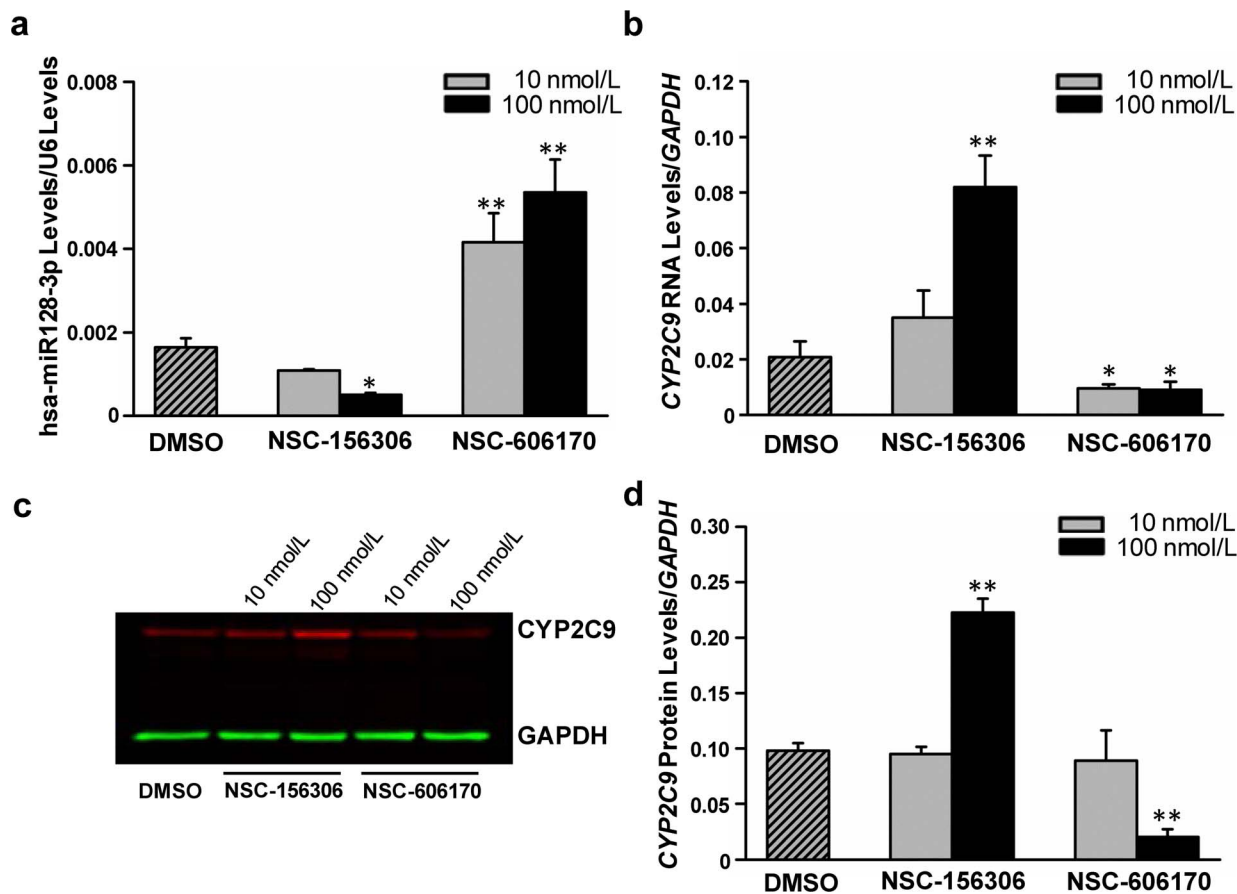 a
hsa-miR128-3p Levels/U6 Levels
0.008
0.006
0.004
0.002
0
10 nmol/L
100 nmol/L
*
**
**
DMSO
NSC-156306
NSC-606170
b
CYP2C9 RNA Levels/GAPDH
0.12
0.10
0.08
0.06
0.04
0.02
0
10 nmol/L
100 nmol/L
**
*
*
DMSO
NSC-156306
NSC-606170
c
10 nmol/L
100 nmol/L
10 nmol/L
100 nmol/L
CYP2C9
GAPDH
DMSO
NSC-156306
NSC-606170
d
CYP2C9 Protein Levels/GAPDH
0.30
0.25
0.20
0.15
0.10
0.05
0
10 nmol/L
100 nmol/L
**
**
DMSO
NSC-156306
NSC-606170